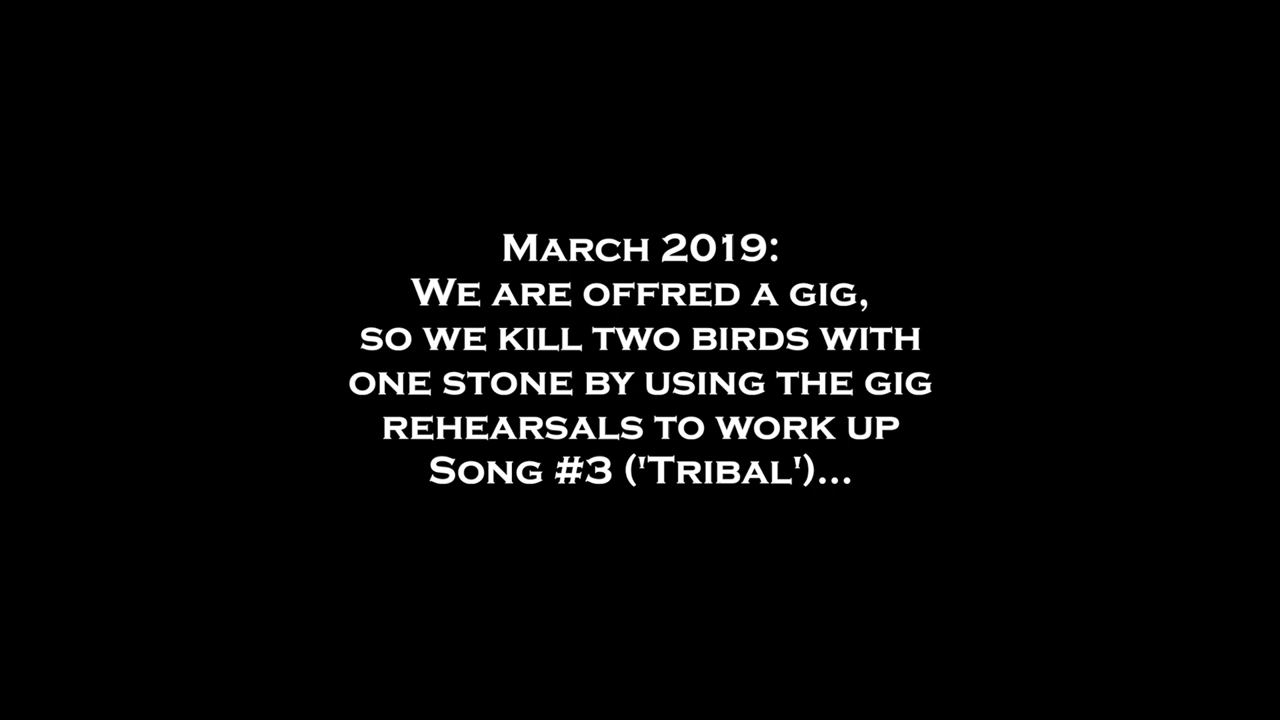 March 2019:
We are offred a gig,
so we kill two birds with
one stone by using the gig
rehearsals to work up
Song #3 ('Tribal')...